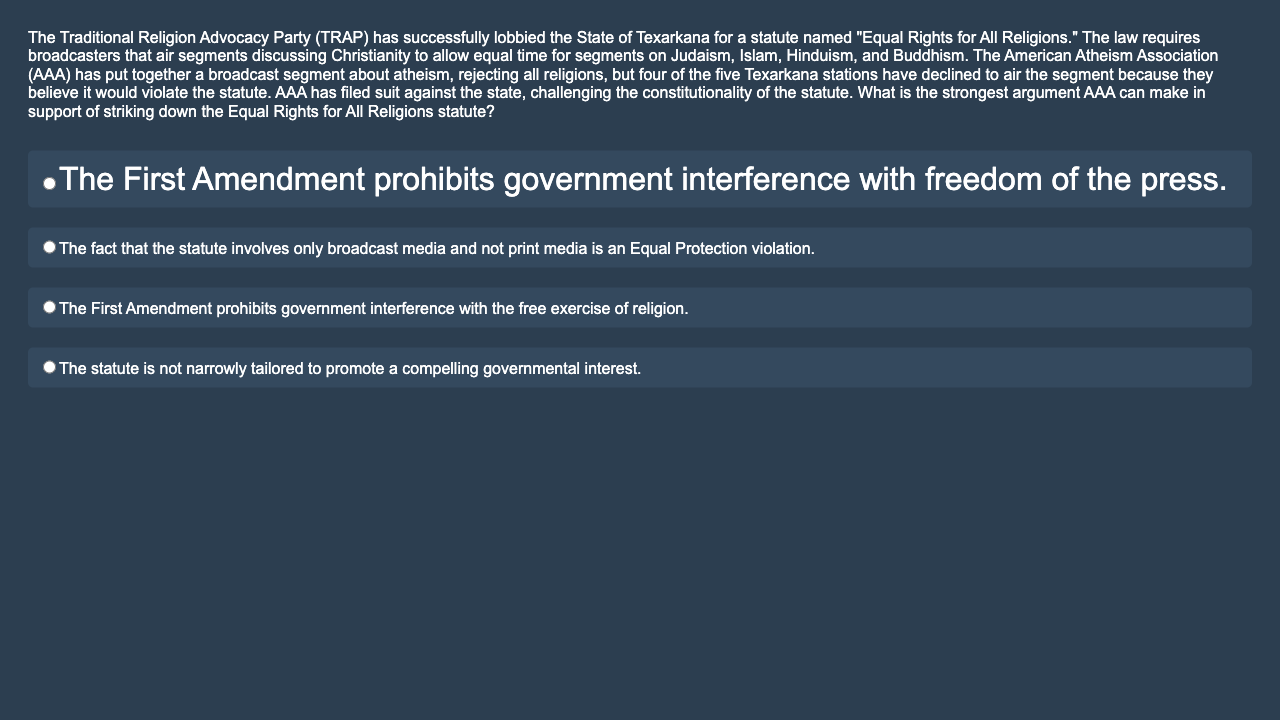 The Traditional Religion Advocacy Party (TRAP) has successfully lobbied the State of Texarkana for a statute named "Equal Rights for All Religions." The law requires
broadcasters that air segments discussing Christianity to allow equal time for segments on Judaism, Islam, Hinduism, and Buddhism. The American Atheism Association
(AAA) has put together a broadcast segment about atheism, rejecting all religions, but four of the five Texarkana stations have declined to air the segment because they
believe it would violate the statute. AAA has filed suit against the state, challenging the constitutionality of the statute. What is the strongest argument AAA can make in
support of striking down the Equal Rights for All Religions statute?
The First Amendment prohibits government interference with freedom of the press.
The fact that the statute involves only broadcast media and not print media is an Equal Protection violation.
The First Amendment prohibits government interference with the free exercise of religion.
The statute is not narrowly tailored to promote a compelling governmental interest.